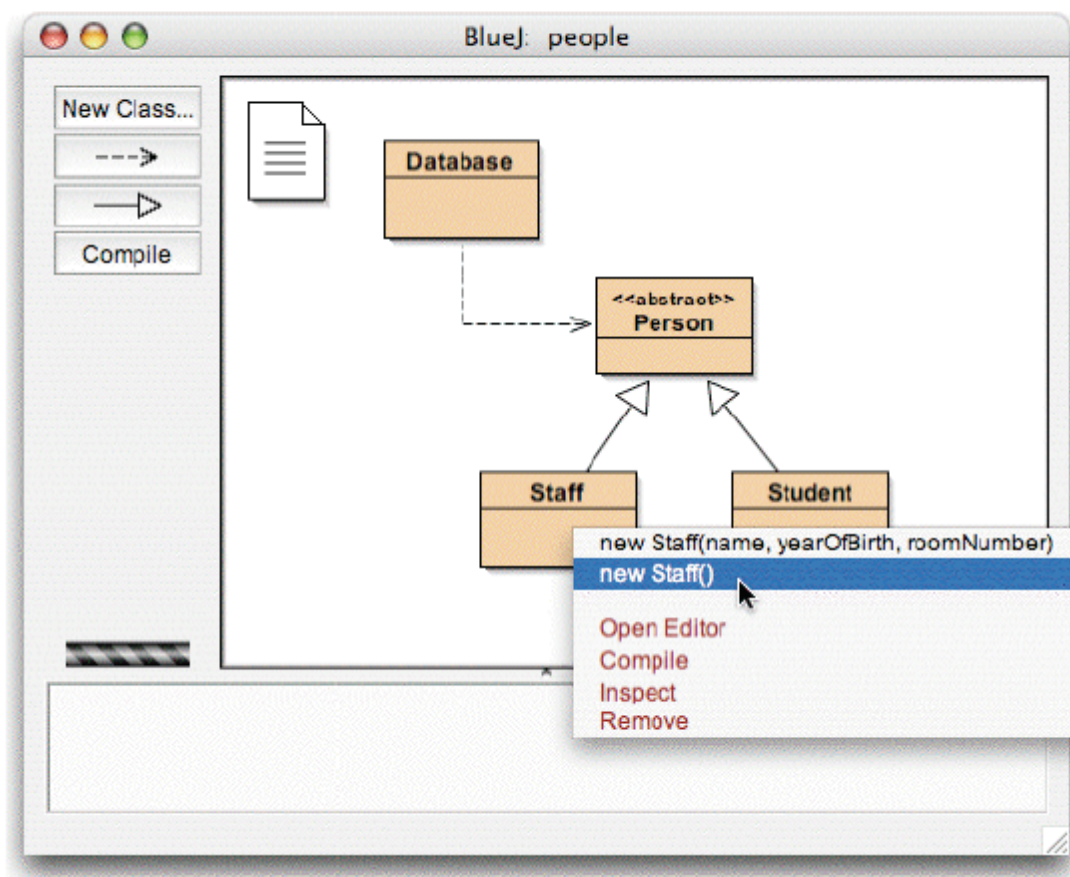 BlueJ: people
New Class...
Compile
Database
<<abstract>>
Person
Staff
Student
new Staff(name, yearOfBirth, roomNumber)
new Staff()
Open Editor
Compile
Inspect
Remove